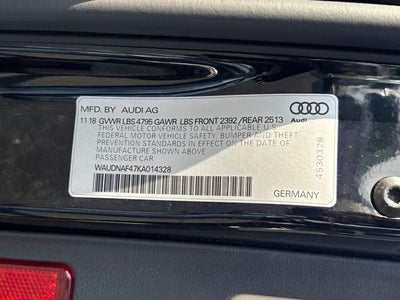 MFD. BY AUDI AG
11 18 GVWR LBS 4795 GAWR LBS FRONT 2392 /REAR 2513
THIS VEHICLE CONFORMS TO ALL APPLICABLE U.S.
FEDERAL MOTOR VEHICLE SAFETY, BUMPER AND THEFT
PREVENTION STANDARDS IN EFFECT ON THE DATE OF
MANUFACTURE SHOWN ABOVE.
PASSENGER CAR
WAUDNAF47KA014328
GERMANY
Audi
4530328